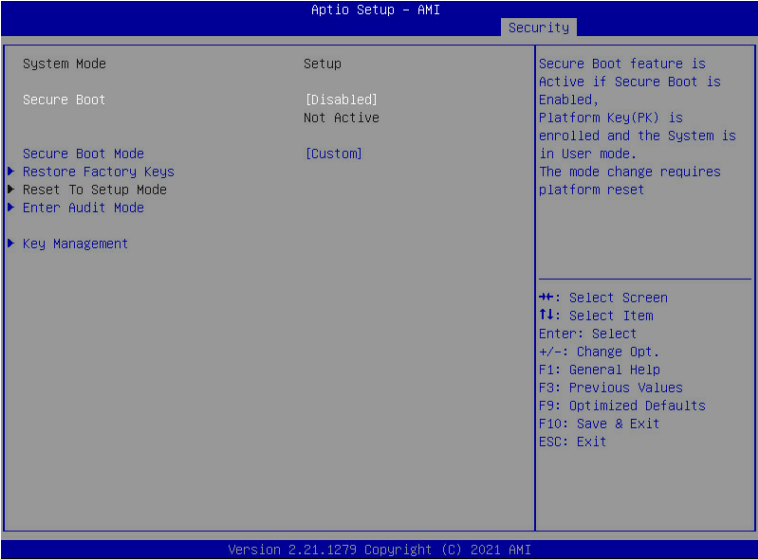 Aptio Setup – AMI
Security
System Mode Setup
Secure Boot [Disabled]
Not Active
Secure Boot Mode [Custom]
Restore Factory Keys
Reset To Setup Mode
Enter Audit Mode
Key Management
Secure Boot feature is
Active if Secure Boot is
Enabled,
Platform Key(PK) is
enrolled and the System is
in User mode.
The mode change requires
platform reset
→←: Select Screen
↑↓: Select Item
Enter: Select
+/-: Change Opt.
F1: General Help
F3: Previous Values
F9: Optimized Defaults
F10: Save & Exit
ESC: Exit
Version 2.21.1279 Copyright (C) 2021 AMI